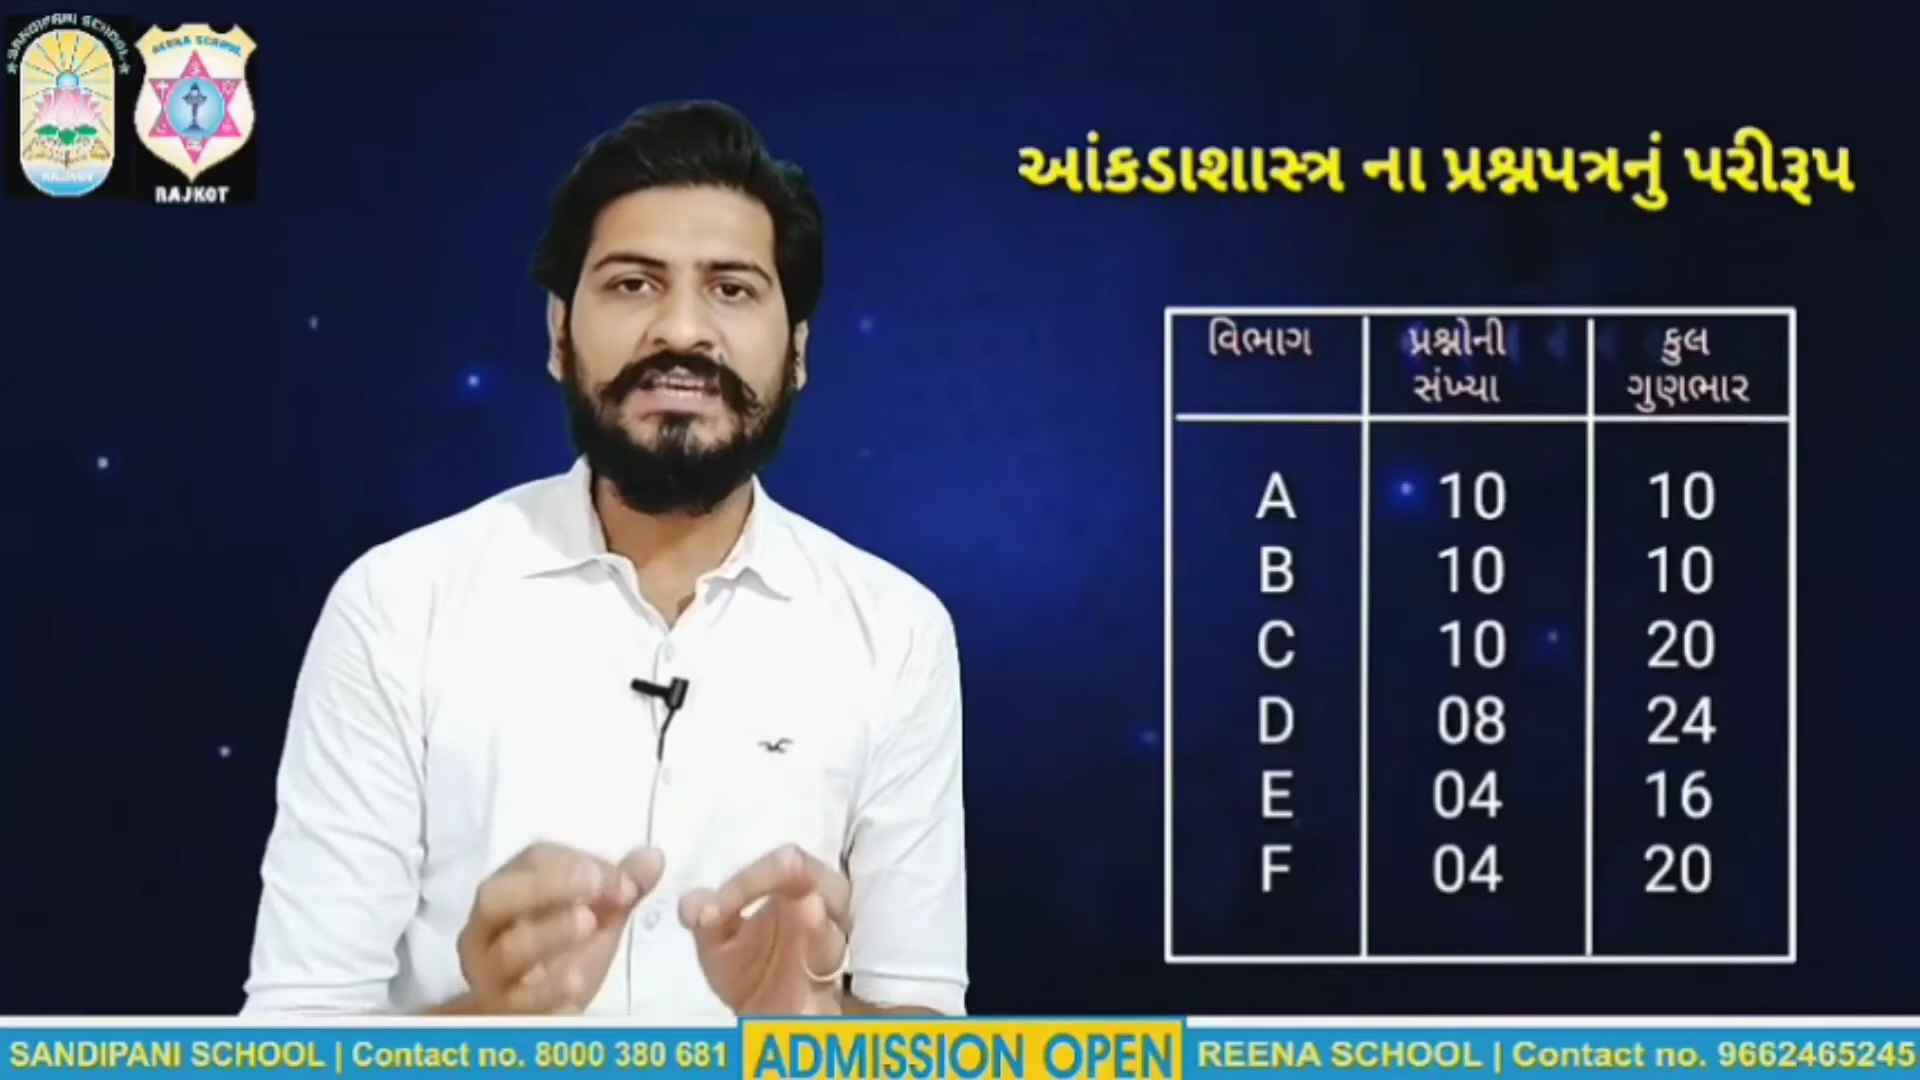 SANDIPANI SCHOOL
REENA SCHOOL
RAJKOT
આંકડાશાસ્ત્ર ના પ્રશ્નપત્રનું પરીરૂપ
વિભાગ પ્રશ્નોની સંખ્યા કુલ ગુણભાર
A 10 10
B 10 10
C 10 20
D 08 24
E 04 16
F 04 20
SANDIPANI SCHOOL | Contact no. 8000 380 681 ADMISSION OPEN REENA SCHOOL | Contact no. 9662465245